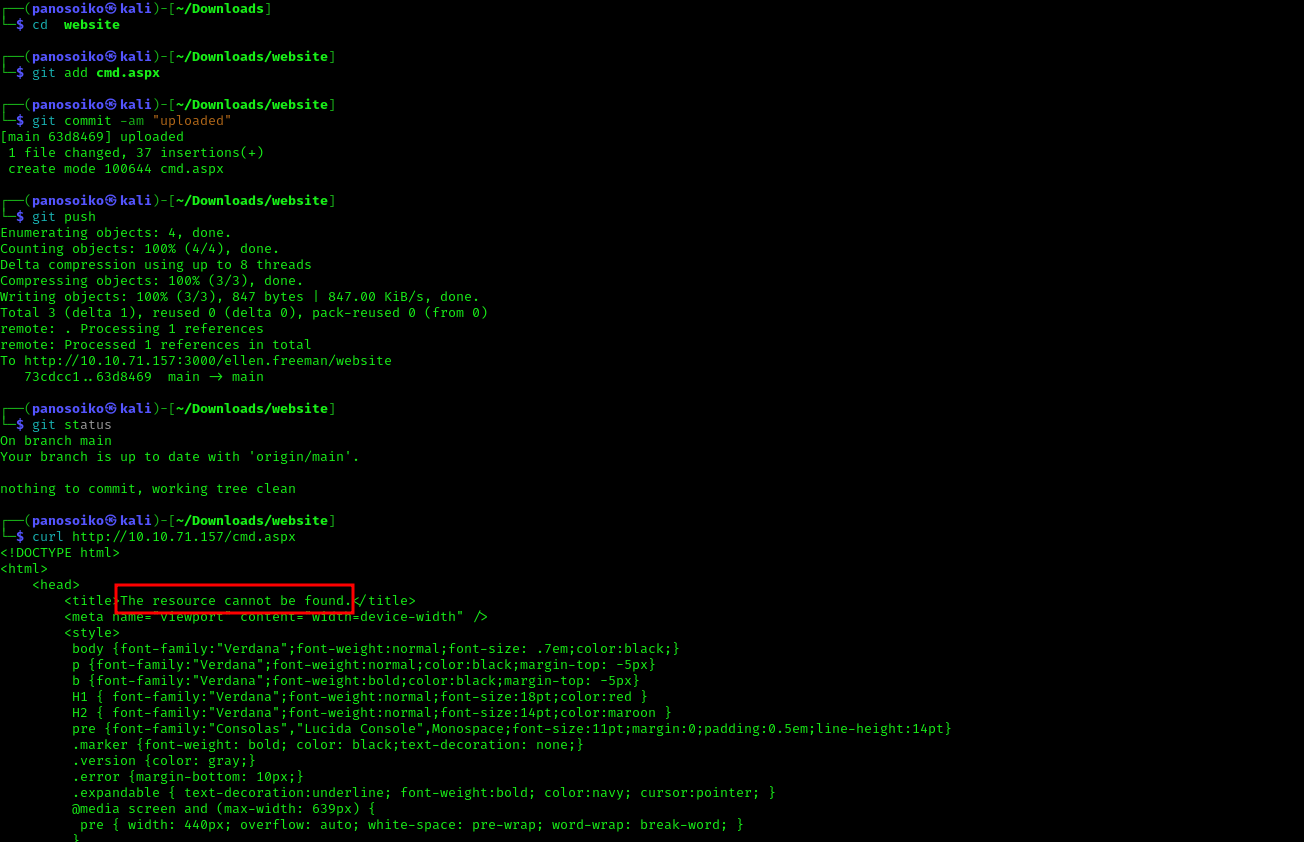 ┌──(panosoiko㉿kali)-[~/Downloads]
└─$ cd  website
┌──(panosoiko㉿kali)-[~/Downloads/website]
└─$ git add cmd.aspx
┌──(panosoiko㉿kali)-[~/Downloads/website]
└─$ git commit -am "uploaded"
[main 63d8469] uploaded
 1 file changed, 37 insertions(+)
 create mode 100644 cmd.aspx
┌──(panosoiko㉿kali)-[~/Downloads/website]
└─$ git push
Enumerating objects: 4, done.
Counting objects: 100% (4/4), done.
Delta compression using up to 8 threads
Compressing objects: 100% (3/3), done.
Writing objects: 100% (3/3), 847 bytes | 847.00 KiB/s, done.
Total 3 (delta 1), reused 0 (delta 0), pack-reused 0 (from 0)
remote: . Processing 1 references
remote: Processed 1 references in total
To http://10.10.71.157:3000/ellen.freeman/website
   73cdcc1..63d8469  main -> main
┌──(panosoiko㉿kali)-[~/Downloads/website]
└─$ git status
On branch main
Your branch is up to date with 'origin/main'.
nothing to commit, working tree clean
┌──(panosoiko㉿kali)-[~/Downloads/website]
└─$ curl http://10.10.71.157/cmd.aspx
<!DOCTYPE html>
<html>
    <head>
        <title>The resource cannot be found.</title>
        <meta name="viewport" content="width=device-width" />
        <style>
         body {font-family:"Verdana";font-weight:normal;font-size: .7em;color:black;}
         p {font-family:"Verdana";font-weight:normal;color:black;margin-top: -5px}
         b {font-family:"Verdana";font-weight:bold;color:black;margin-top: -5px}
         H1 { font-family:"Verdana";font-weight:normal;font-size:18pt;color:red }
         H2 { font-family:"Verdana";font-weight:normal;font-size:14pt;color:maroon }
         pre {font-family:"Consolas","Lucida Console",Monospace;font-size:11pt;margin:0;padding:0.5em;line-height:14pt}
         .marker {font-weight: bold; color: black;text-decoration: none;}
         .version {color: gray;}
         .error {margin-bottom: 10px;}
         .expandable { text-decoration:underline; font-weight:bold; color:navy; cursor:pointer; }
         @media screen and (max-width: 639px) {
          pre { width: 440px; overflow: auto; white-space: pre-wrap; word-wrap: break-word; }
         }